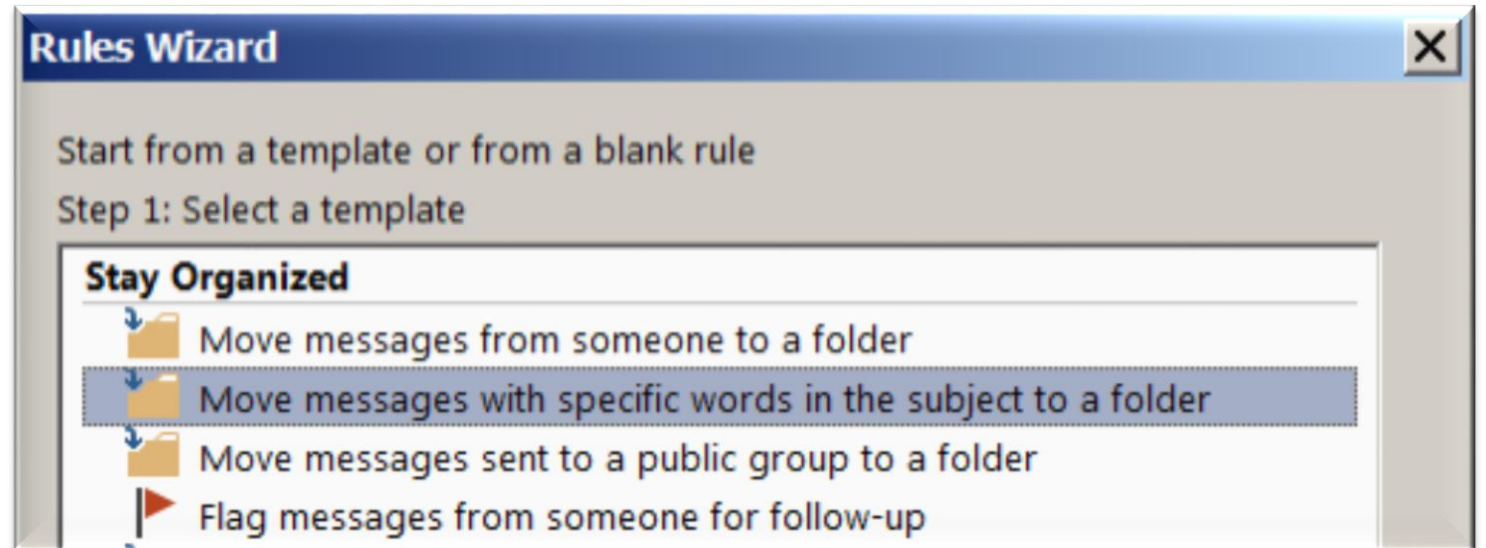 Rules Wizard
Start from a template or from a blank rule
Step 1: Select a template
Stay Organized
Move messages from someone to a folder
Move messages with specific words in the subject to a folder
Move messages sent to a public group to a folder
Flag messages from someone for follow-up